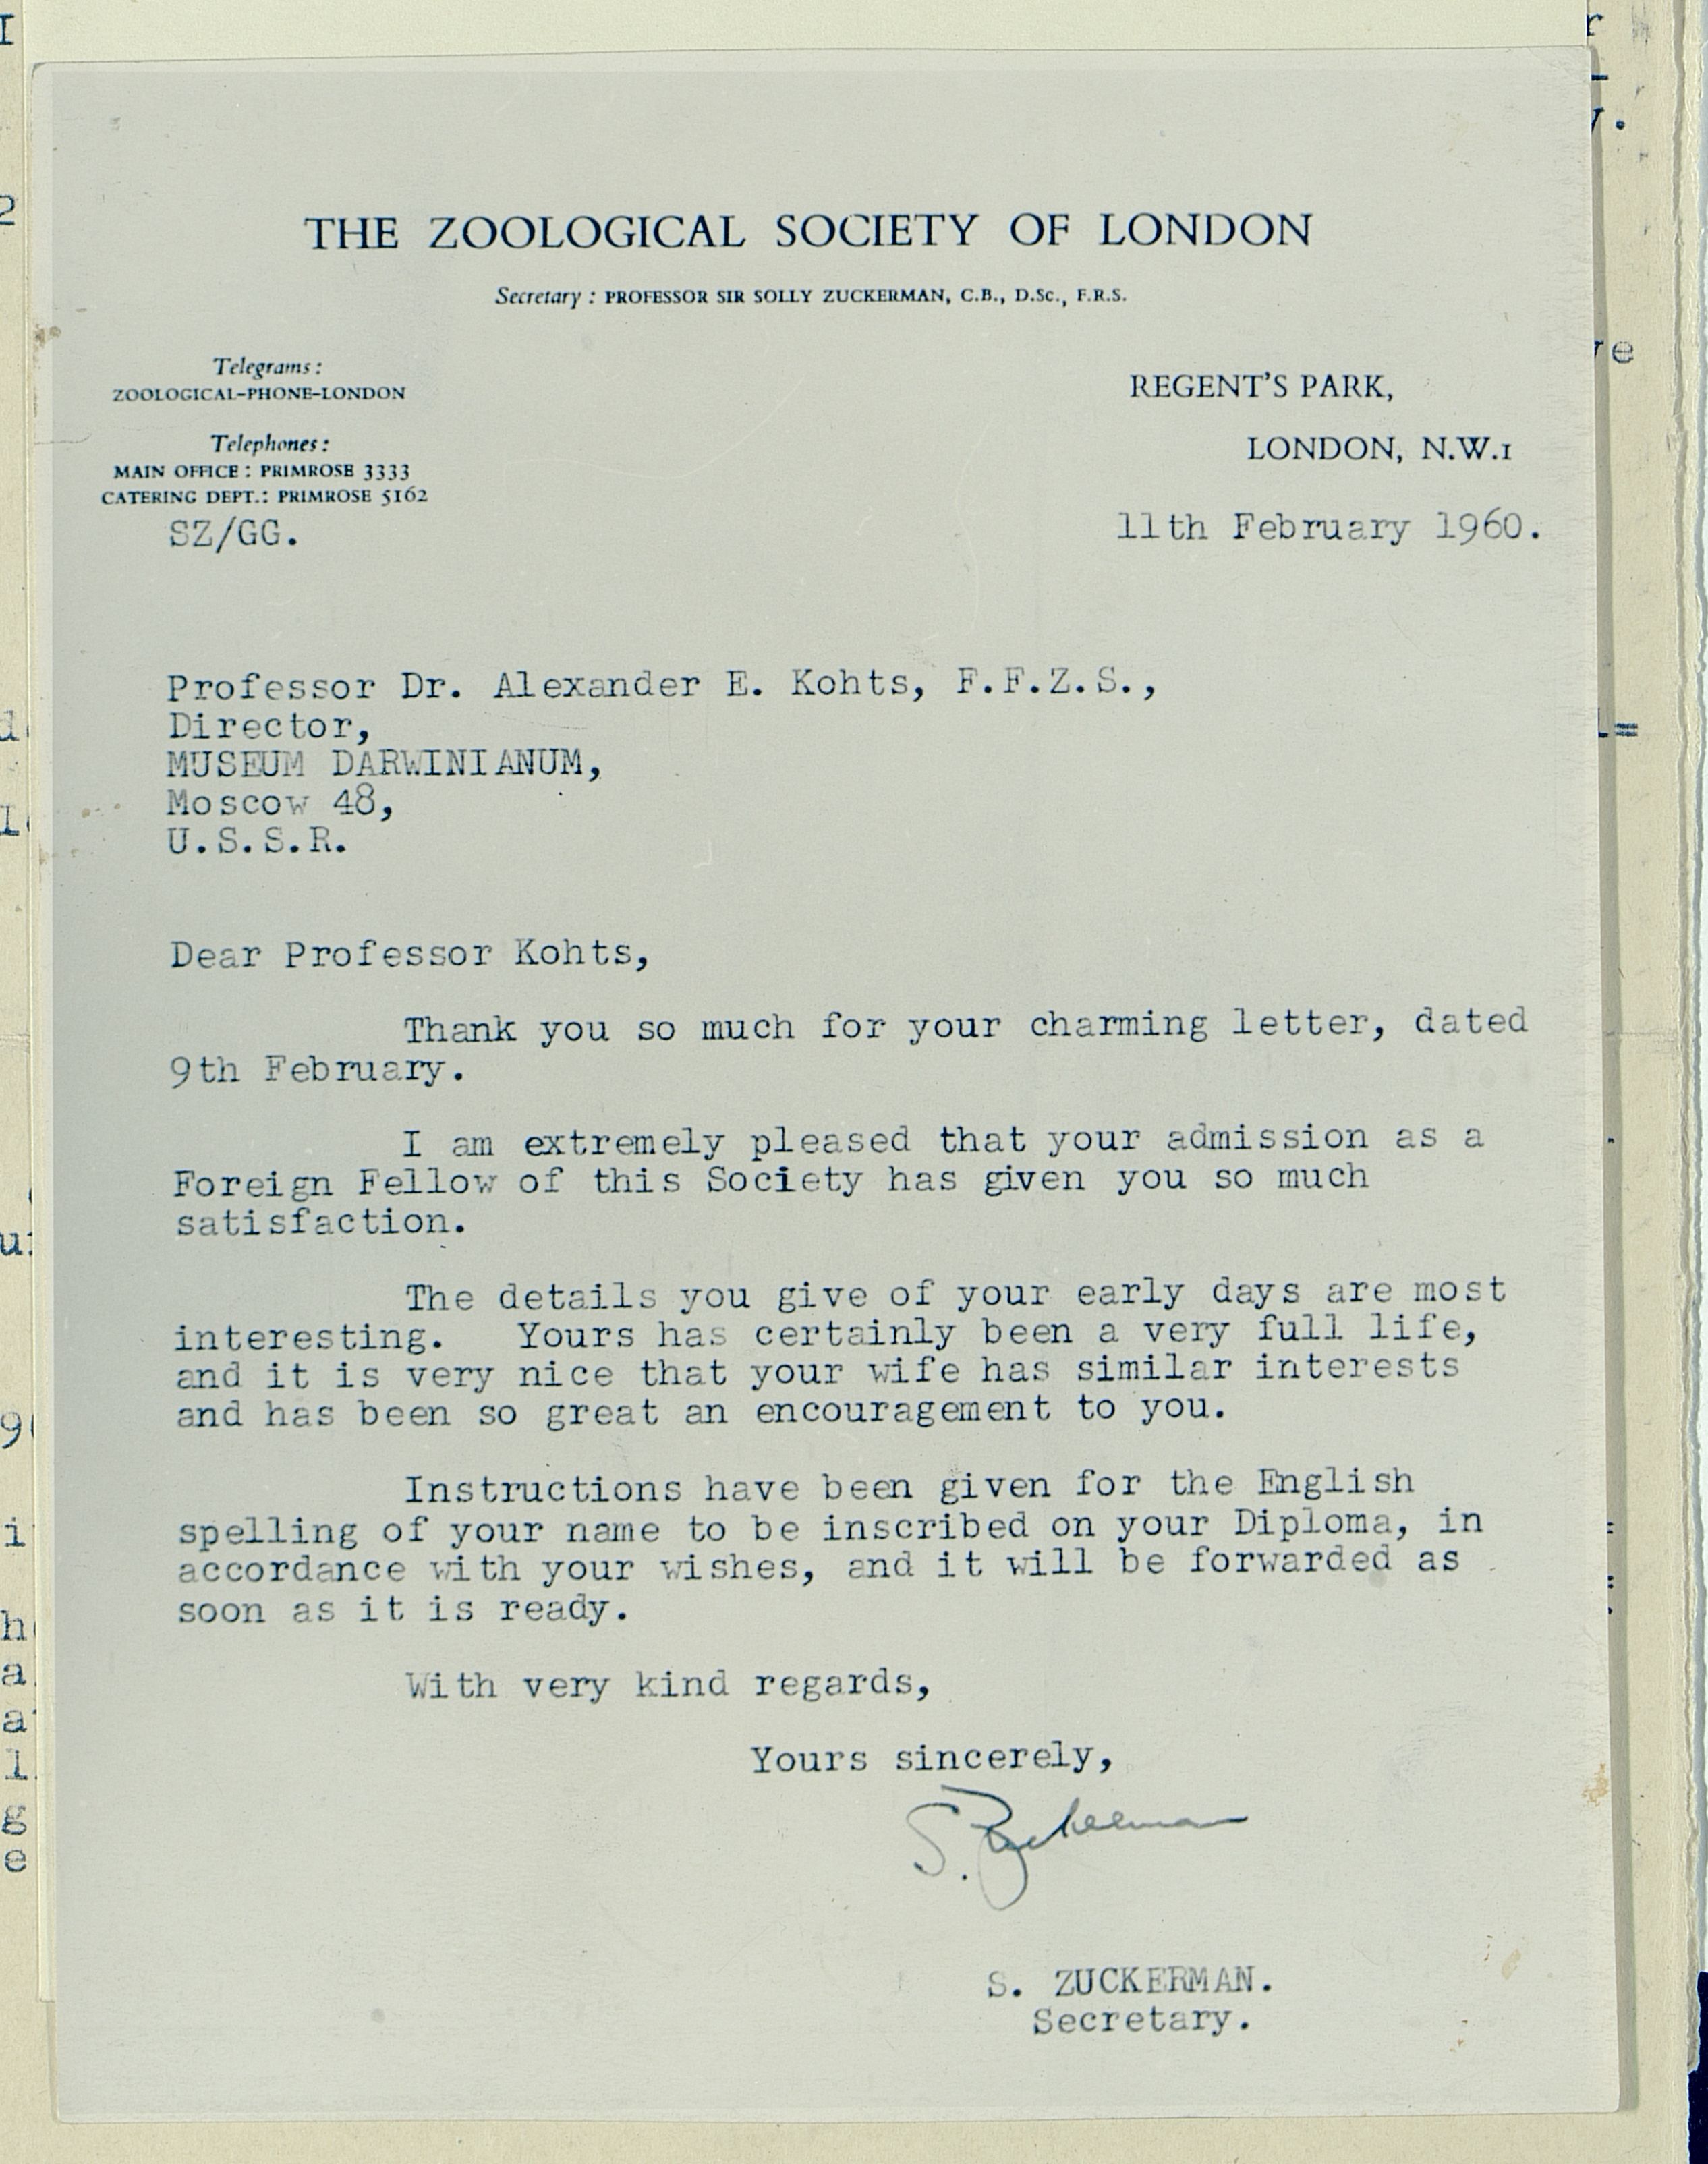 THE ZOOLOGICAL SOCIETY OF LONDON
Secretary : PROFESSOR SIR SOLLY ZUCKERMAN, C.B., D.Sc., F.R.S.
Telegrams :
ZOOLOGICAL-PHONE-LONDON
Telephones :
MAIN OFFICE : PRIMROSE 3333
CATERING DEPT.: PRIMROSE 5162
SZ/GG.
REGENT'S PARK,
LONDON, N.W.1
11th February 1960.
Professor Dr. Alexander E. Kohts, F.F.Z.S.,
Director,
MUSEUM DARWINIANUM,
Moscow 48,
U.S.S.R.
Dear Professor Kohts,
Thank you so much for your charming letter, dated
9th February.
I am extremely pleased that your admission as a
Foreign Fellow of this Society has given you so much
satisfaction.
The details you give of your early days are most
interesting. Yours has certainly been a very full life,
and it is very nice that your wife has similar interests
and has been so great an encouragement to you.
Instructions have been given for the English
spelling of your name to be inscribed on your Diploma, in
accordance with your wishes, and it will be forwarded as
soon as it is ready.
With very kind regards,
Yours sincerely,
S. Zuckerman
S. ZUCKERMAN.
Secretary.